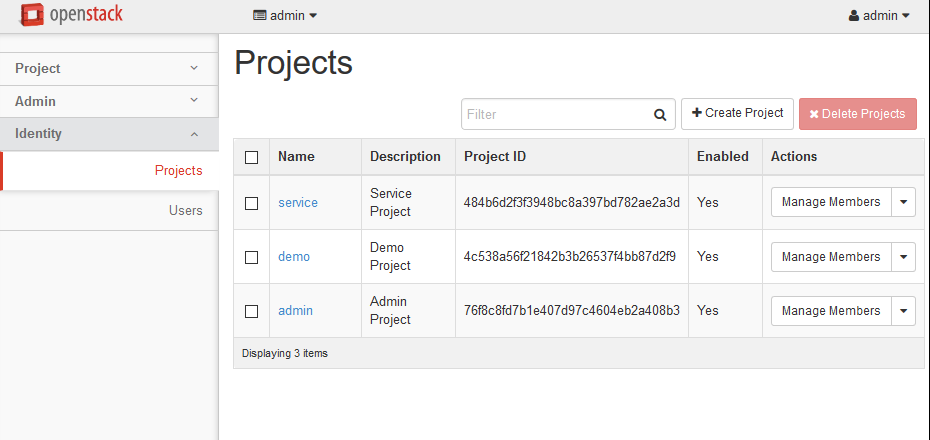 openstack admin admin
Project
Admin
Identity
Projects
Users
Projects
Filter Create Project Delete Projects
Name Description Project ID Enabled Actions
service Service Project 484b6d2f3f3948bc8a397bd782ae2a3d Yes Manage Members
demo Demo Project 4c538a56f21842b3b26537f4bb87d2f9 Yes Manage Members
admin Admin Project 76f8c8fd7b1e407d97c4604eb2a408b3 Yes Manage Members
Displaying 3 items